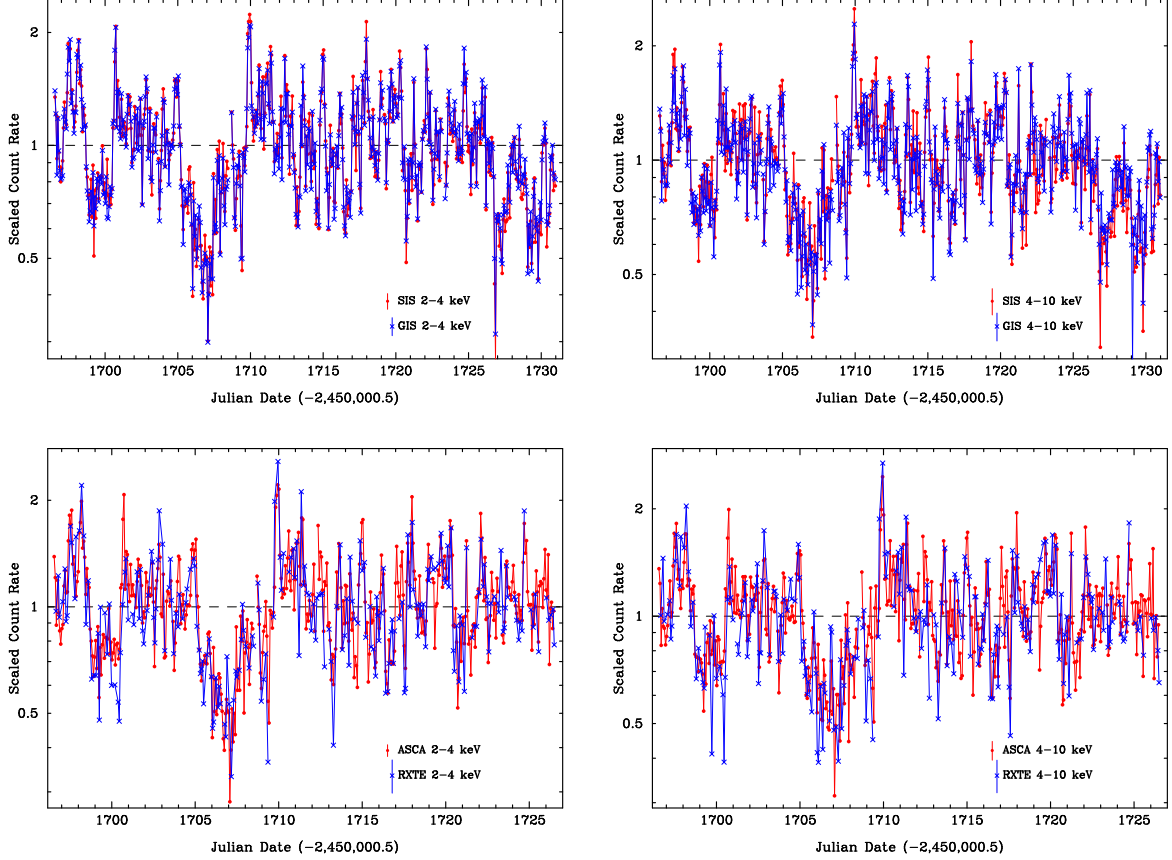 2
1
0.5
Scaled Count Rate
SIS 2−4 keV
GIS 2−4 keV
1700 1705 1710 1715 1720 1725 1730
Julian Date (−2,450,000.5)
2
1
0.5
Scaled Count Rate
SIS 4−10 keV
GIS 4−10 keV
1700 1705 1710 1715 1720 1725 1730
Julian Date (−2,450,000.5)
2
1
0.5
Scaled Count Rate
ASCA 2−4 keV
RXTE 2−4 keV
1700 1705 1710 1715 1720 1725
Julian Date (−2,450,000.5)
2
1
0.5
Scaled Count Rate
ASCA 4−10 keV
RXTE 4−10 keV
1700 1705 1710 1715 1720 1725
Julian Date (−2,450,000.5)